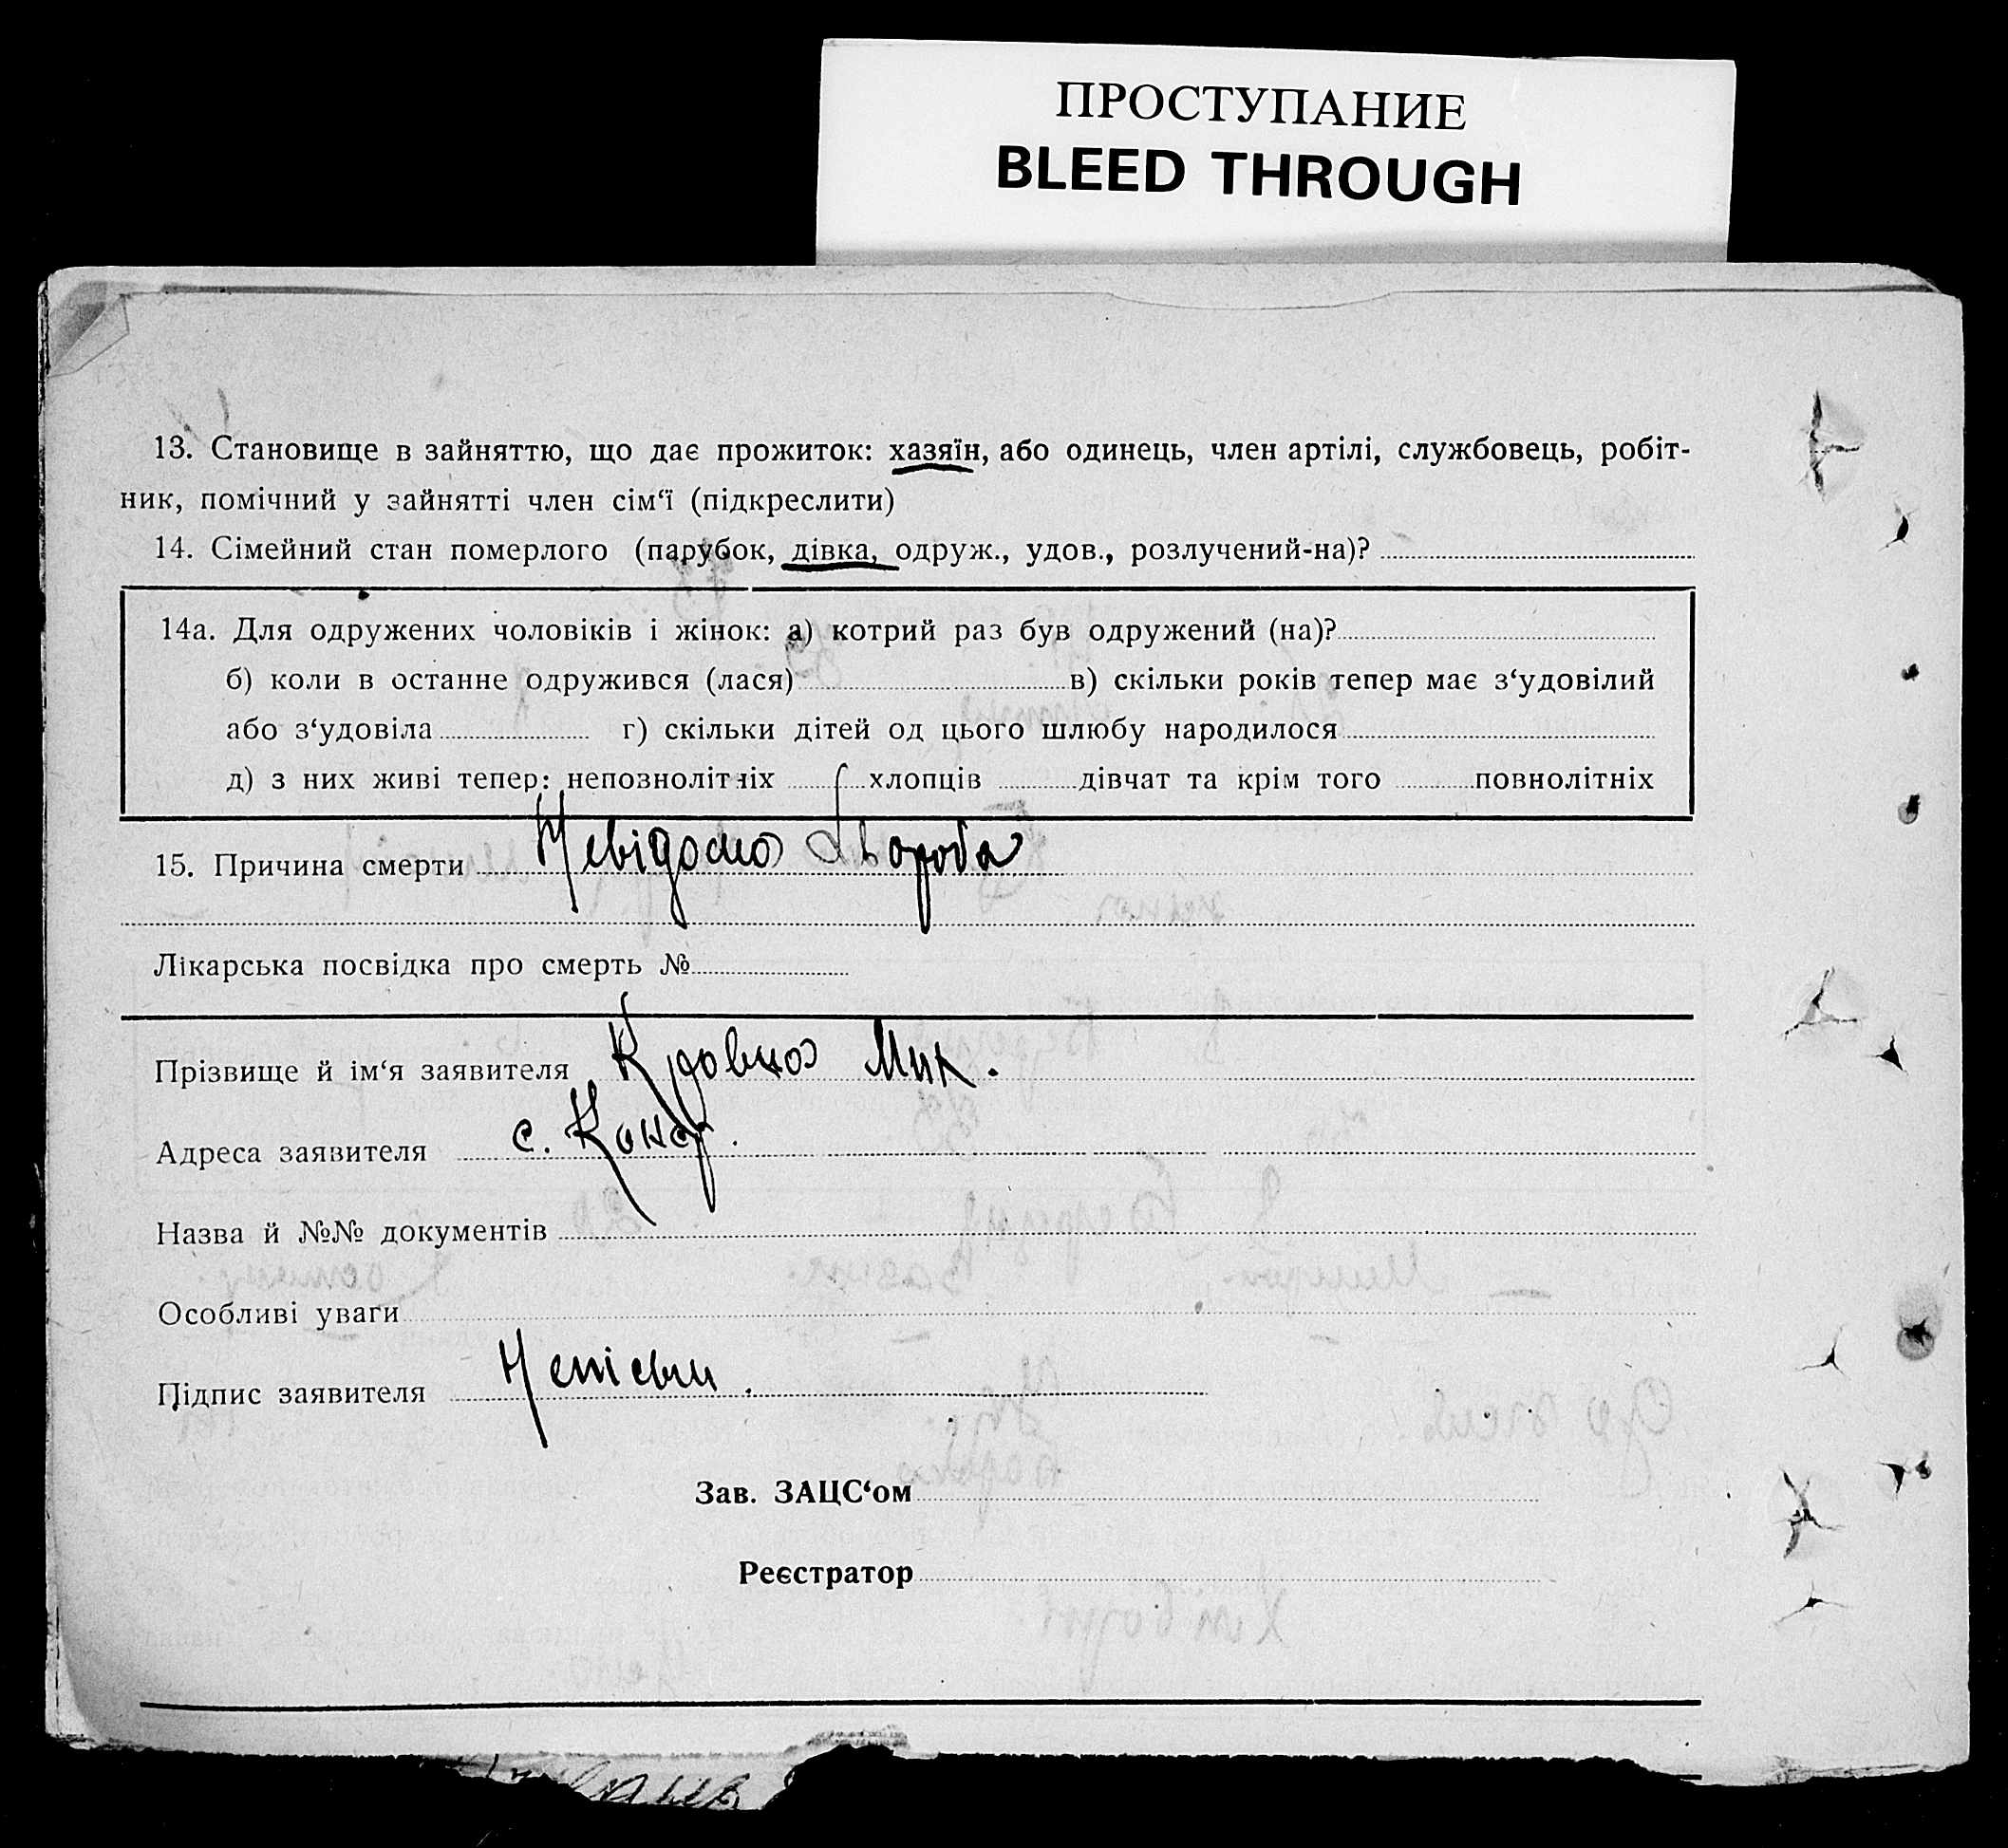 ПРОСТУПАНИЕ
BLEED THROUGH
13. Становище в зайняттю, що дає прожиток: хазяїн, або одинець, член артілі, службовець, робіт-
ник, помічний у зайнятті член сім‘ї (підкреслити)
14. Сімейний стан померлого (парубок, дівка, одруж., удов., розлучений-на)?
14а. Для одружених чоловіків і жінок: а) котрий раз був одружений (на)?
б) коли в останнє одружився (лася) в) скільки років тепер має з‘удовілий
або з‘удовіла г) скільки дітей од цього шлюбу народилося
д) з них живі тепер: непознолітніх хлопців дівчат та крім того повнолітніх
15. Причина смерти Невідома хвороба
Лікарська посвідка про смерть №
Прізвище й ім‘я заявителя Мик.
Адреса заявителя с.
Назва й №№ документів
Особливі уваги
Підпис заявителя
Зав. ЗАЦС‘ом
Реєстратор